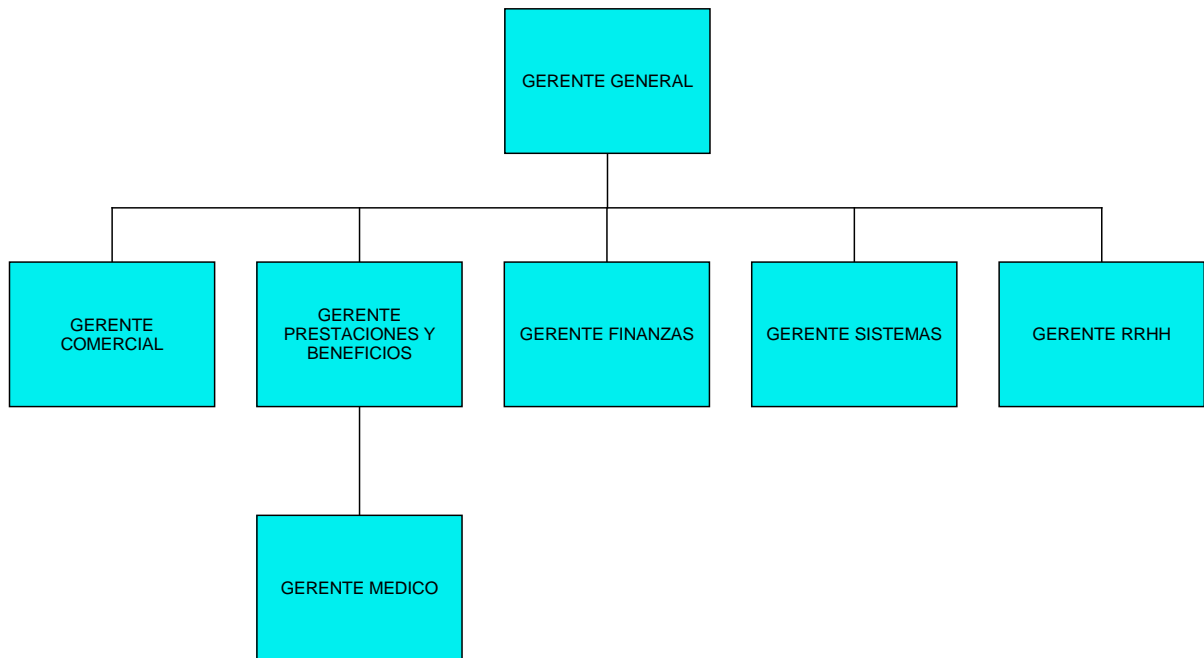 GERENTE GENERAL
GERENTE
COMERCIAL
GERENTE
PRESTACIONES Y
BENEFICIOS
GERENTE FINANZAS
GERENTE SISTEMAS
GERENTE RRHH
GERENTE MEDICO